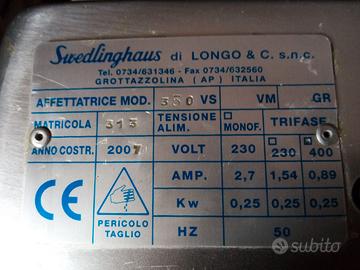 Swedlinghaus di LONGO & C. s.n.c.
Tel. 0734/631346 - Fax 0734/632560
GROTTAZZOLINA ( AP ) ITALIA
AFFETTATRICE MOD. 350 VS VM GR
MATRICOLA 313 TENSIONE ALIM. MONOF. TRIFASE
ANNO COSTR. 2007 VOLT 230 230 400
CE PERICOLO TAGLIO AMP. 2,7 1,54 0,89
Kw 0,25 0,25 0,25
HZ 50
subito